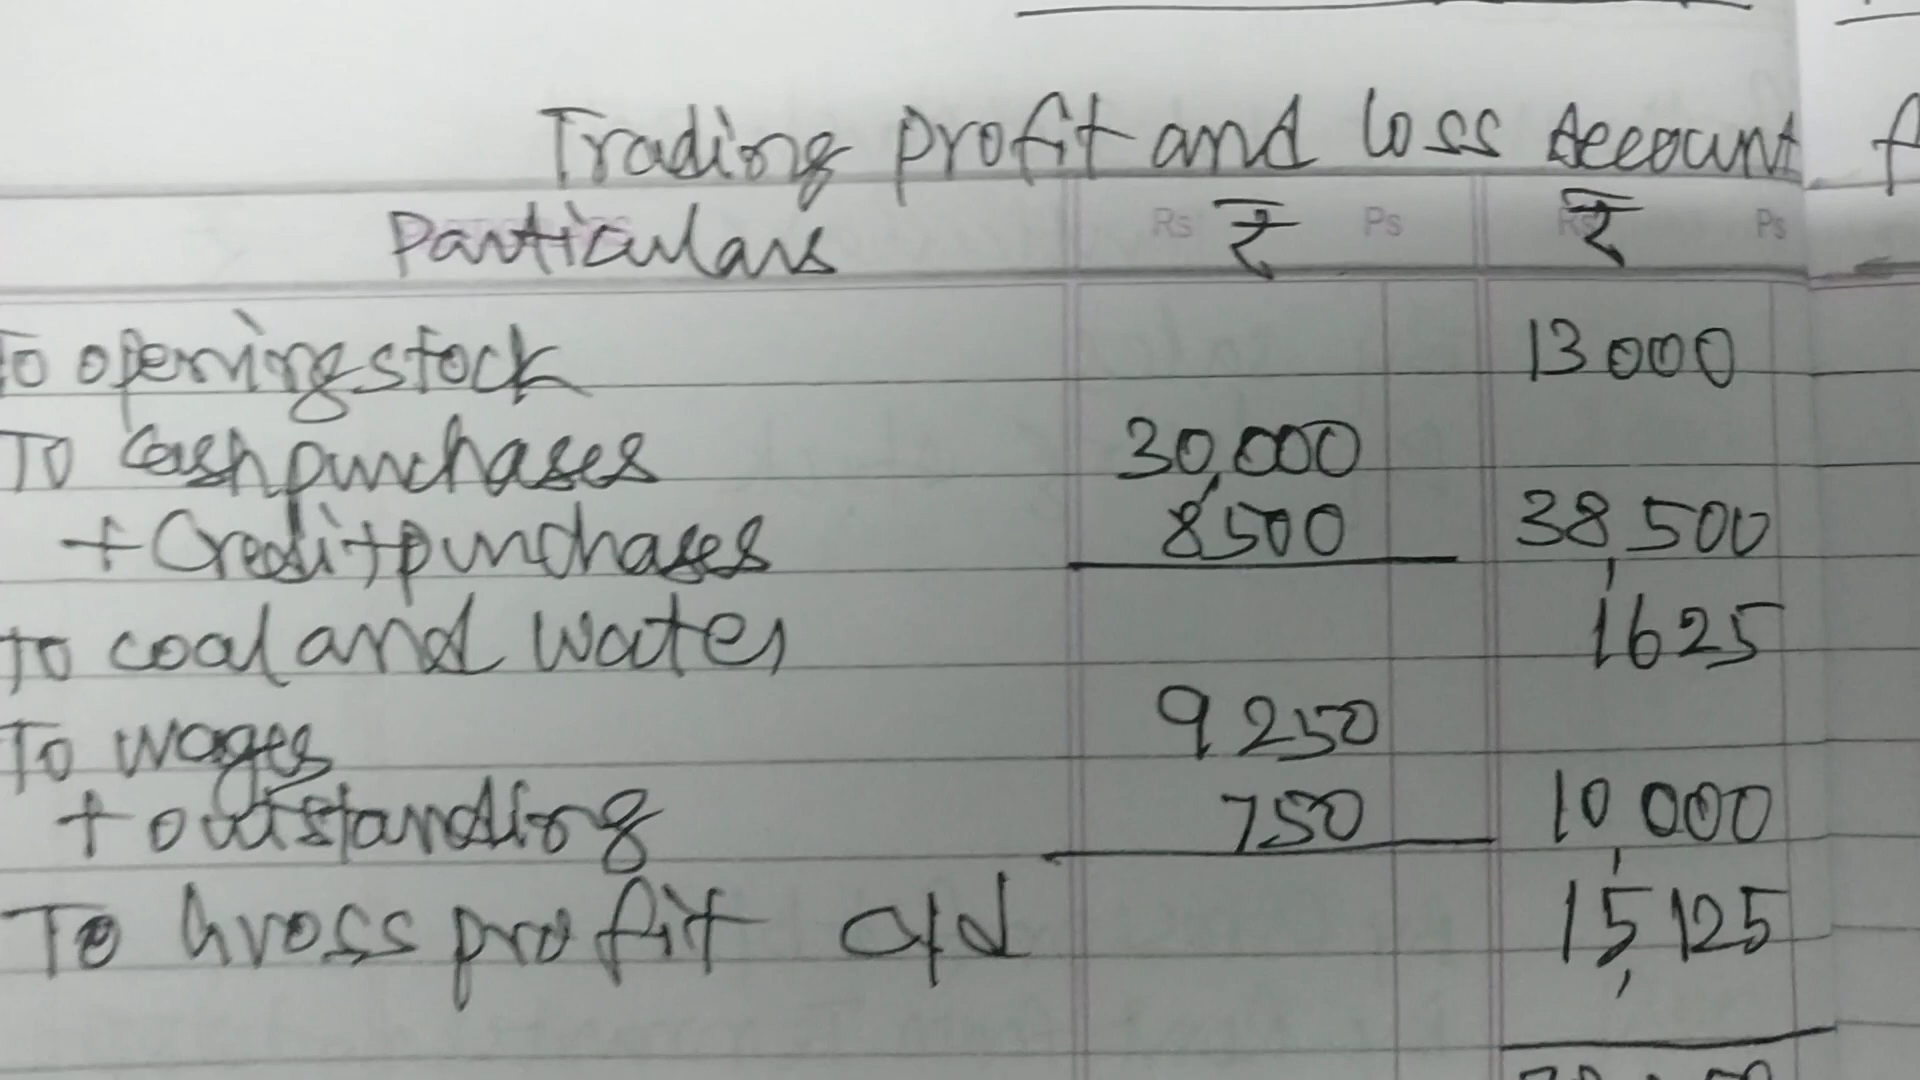 Trading profit and loss Account
Particulars Rs ₹ Ps Rs ₹ Ps
To opening stock 13000
To Cash purchases 30,000
+ Credit purchases 8500 38,500
To coal and water 1625
To wages 9250
+ outstanding 750 10,000
To Gross profit c/d 15,125